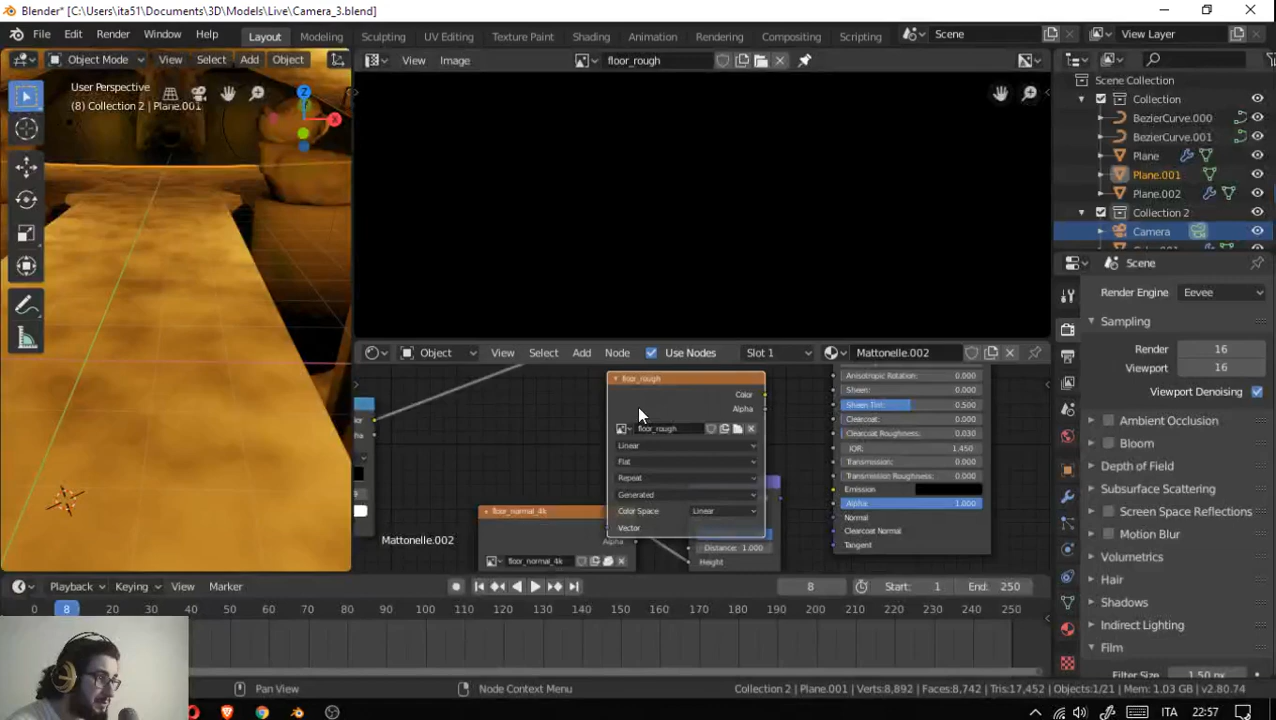 Blender* [C:\Users\ita51\Documents\3D\Models\Live\Camera_3.blend]
File Edit Render Window Help Layout Modeling Sculpting UV Editing Texture Paint Shading Animation Rendering Compositing Scripting Scene View Layer
Object Mode View Select Add Object
View Image floor_rough
User Perspective
(8) Collection 2 | Plane.001
Z
X
Scene Collection
Collection
BezierCurve.000
BezierCurve.001
Plane
Plane.001
Plane.002
Collection 2
Camera
Scene
Render Engine Eevee
Sampling
Render 16
Viewport 16
Viewport Denoising
Ambient Occlusion
Bloom
Depth of Field
Subsurface Scattering
Screen Space Reflections
Motion Blur
Volumetrics
Hair
Shadows
Indirect Lighting
Film
Filter Size 1.50 px
Object View Select Add Node Use Nodes Slot 1 Mattonelle.002
floor_rough
Color
Alpha
floor_rough
Linear
Flat
Repeat
Generated
Color Space Linear
Vector
floor_normal_4k
Alpha
floor_normal_4k
Distance: 1.000
Height
Mattonelle.002
Anisotropic Rotation: 0.000
Sheen: 0.000
Sheen Tint: 0.500
Clearcoat: 0.000
Clearcoat Roughness: 0.030
IOR: 1.450
Transmission: 0.000
Transmission Roughness: 0.000
Emission
Alpha: 1.000
Normal
Clearcoat Normal
Tangent
Playback Keying View Marker 8 Start: 1 End: 250
0 8 20 30 40 50 60 70 80 90 100 110 120 130 140 150 160 170 180 190 200 210 220 230 240 250
Pan View Node Context Menu Collection 2 | Plane.001 | Verts:8,892 | Faces:8,742 | Tris:17,452 | Objects:1/21 | Mem: 1.03 GB | v2.80.74
ITA 22:57